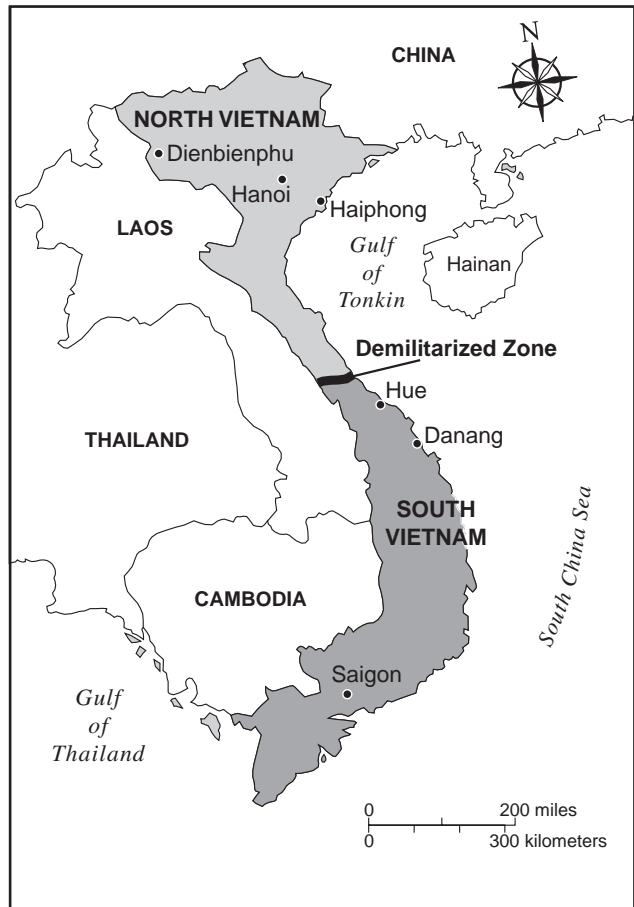 N
CHINA
NORTH VIETNAM
Dienbienphu
Hanoi
Haiphong
LAOS
Gulf
of
Tonkin
Hainan
Demilitarized Zone
Hue
THAILAND
Danang
SOUTH
VIETNAM
South China Sea
CAMBODIA
Saigon
Gulf
of
Thailand
0 200 miles
0 300 kilometers